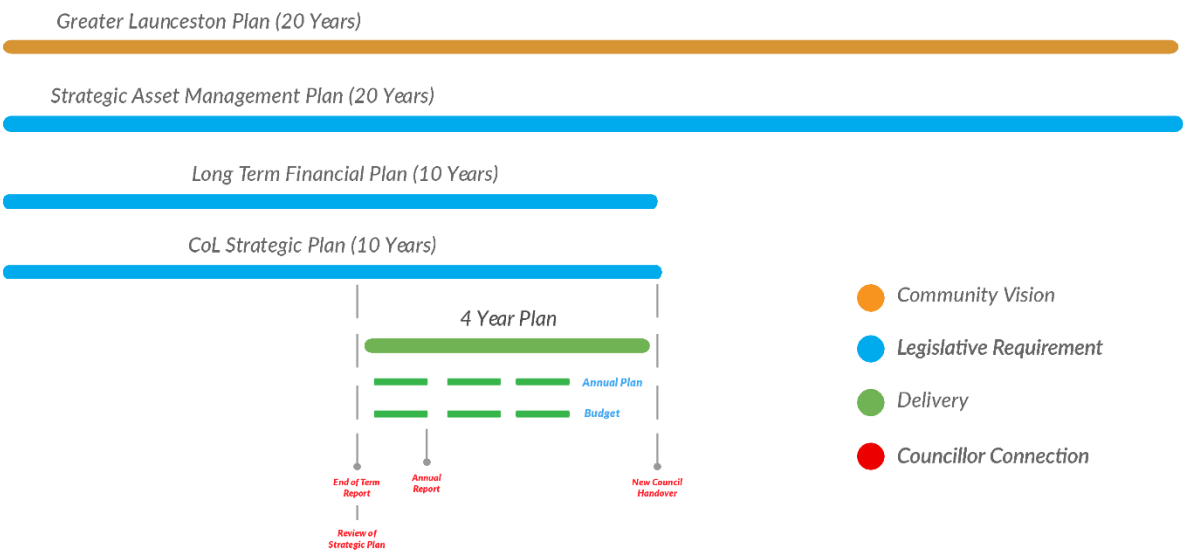 Greater Launceston Plan (20 Years)
Strategic Asset Management Plan (20 Years)
Long Term Financial Plan (10 Years)
CoL Strategic Plan (10 Years)
4 Year Plan
Annual Plan
Budget
End of Term
Report
Annual
Report
New Council
Handover
Review of
Strategic Plan
Community Vision
Legislative Requirement
Delivery
Councillor Connection